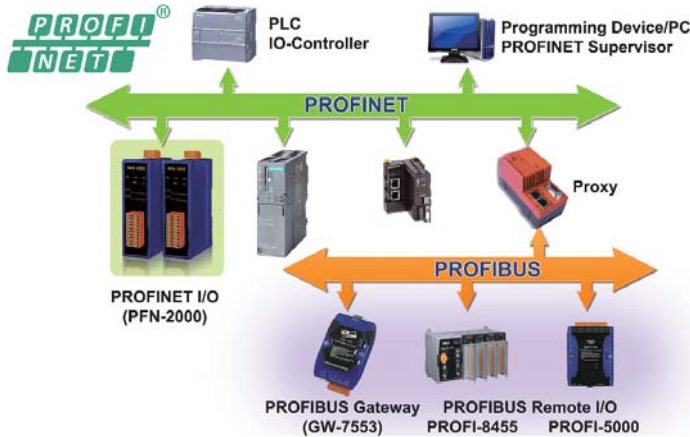 PROFI®
NET
PLC
IO-Controller
Programming Device/PC
PROFINET Supervisor
PROFINET
Proxy
PROFINET I/O
(PFN-2000)
PROFIBUS
PROFIBUS Gateway
(GW-7553)
PROFIBUS Remote I/O
PROFI-8455 PROFI-5000